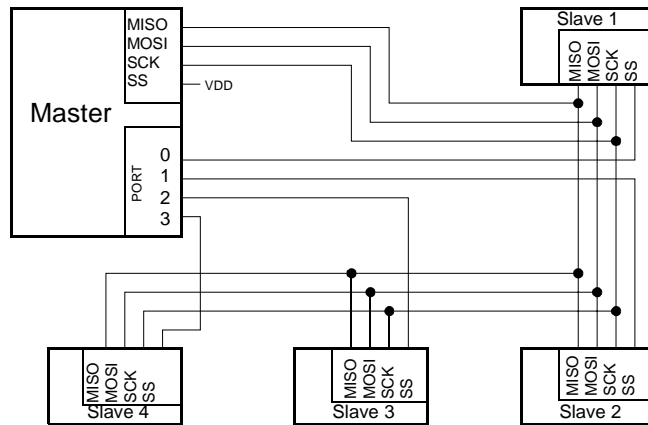 MISO
MOSI
SCK
SS
VDD
Master
PORT
0
1
2
3
Slave 1
MISO
MOSI
SCK
SS
MISO
MOSI
SCK
SS
Slave 4
MISO
MOSI
SCK
SS
Slave 3
MISO
MOSI
SCK
SS
Slave 2